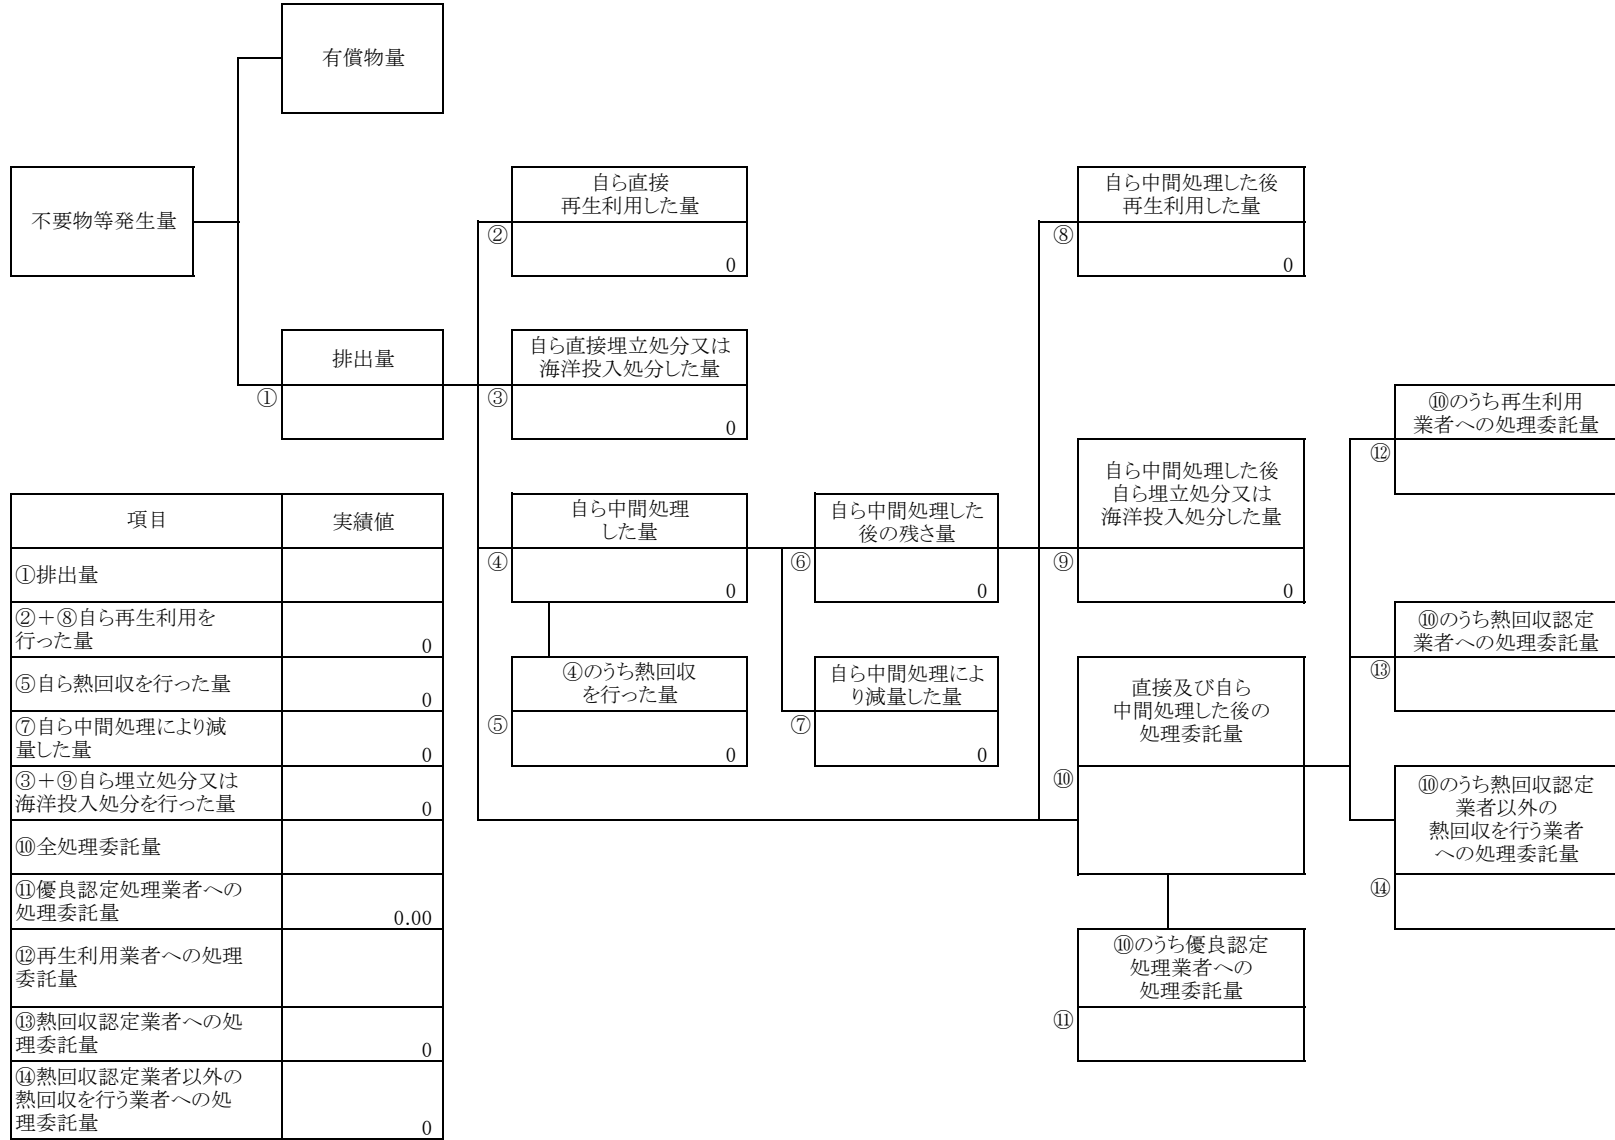 有償物量
不要物等発生量
自ら直接
再生利用した量
②
0
自ら中間処理した後
再生利用した量
⑧
0
排出量
①
自ら直接埋立処分又は
海洋投入処分した量
③
0
⑩のうち再生利用
業者への処理委託量
⑫
自ら中間処理
した量
④
0
自ら中間処理した
後の残さ量
⑥
0
自ら中間処理した後
自ら埋立処分又は
海洋投入処分した量
⑨
0
⑩のうち熱回収認定
業者への処理委託量
⑬
④のうち熱回収
を行った量
⑤
0
自ら中間処理によ
り減量した量
⑦
0
直接及び自ら
中間処理した後の
処理委託量
⑩
⑩のうち熱回収認定
業者以外の
熱回収を行う業者
への処理委託量
⑭
⑩のうち優良認定
処理業者への
処理委託量
⑪
項目
実績値
①排出量
②+⑧自ら再生利用を
行った量
0
⑤自ら熱回収を行った量
0
⑦自ら中間処理により減
量した量
0
③+⑨自ら埋立処分又は
海洋投入処分を行った量
0
⑩全処理委託量
⑪優良認定処理業者への
処理委託量
0.00
⑫再生利用業者への処理
委託量
⑬熱回収認定業者への処
理委託量
0
⑭熱回収認定業者以外の
熱回収を行う業者への処
理委託量
0